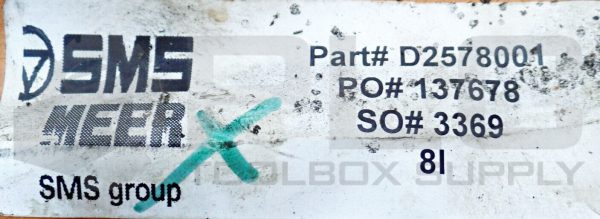 SMS
MEER
SMS group
Part# D2578001
PO# 137678
SO# 3369
8I
TOOLBOX SUPPLY